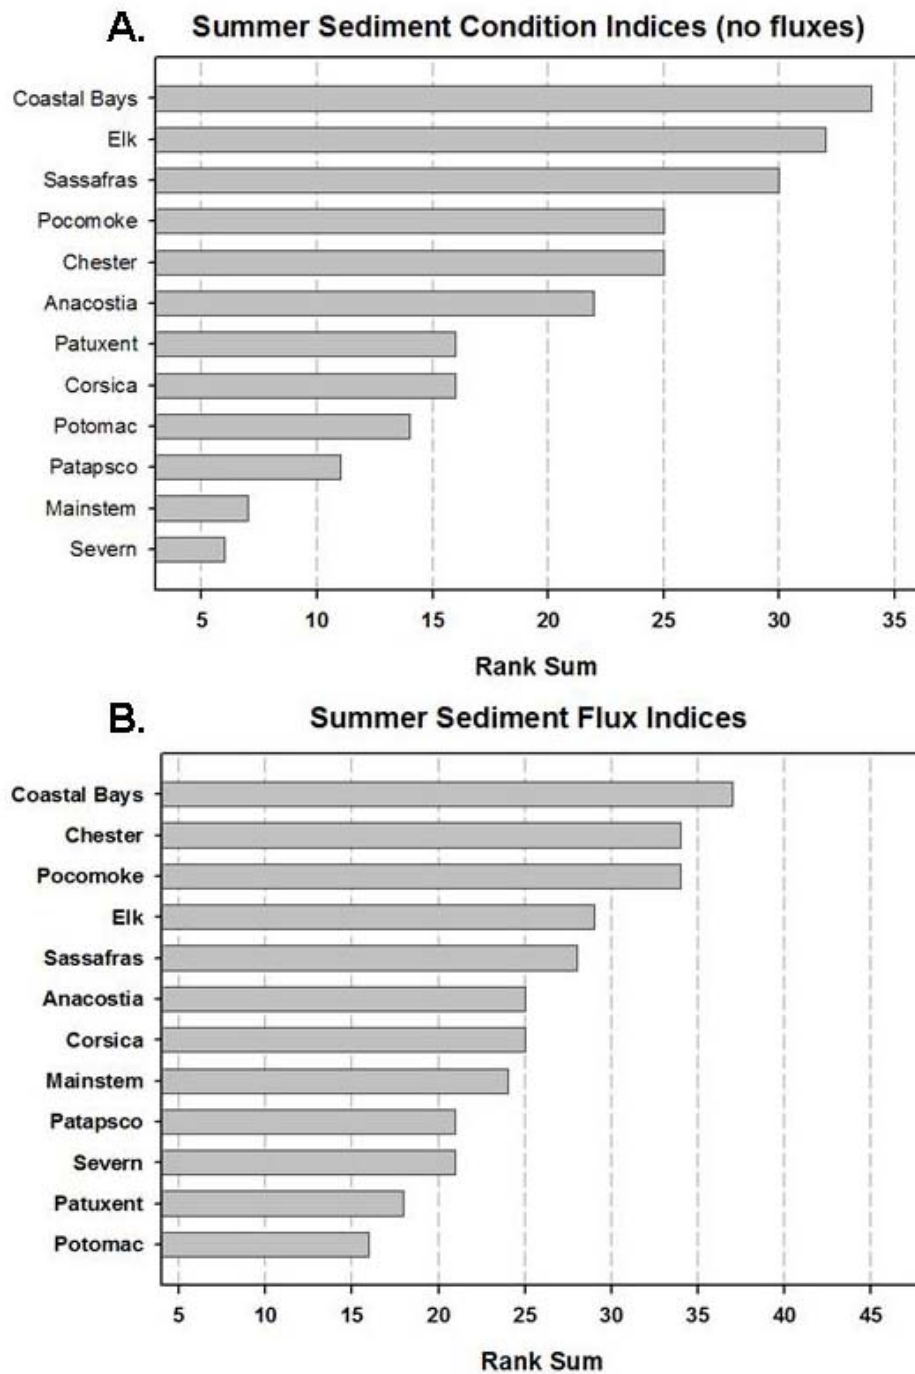 A. Summer Sediment Condition Indices (no fluxes)
Coastal Bays
Elk
Sassafras
Pocomoke
Chester
Anacostia
Patuxent
Corsica
Potomac
Patapsco
Mainstem
Severn
5 10 15 20 25 30 35
Rank Sum
B. Summer Sediment Flux Indices
Coastal Bays
Chester
Pocomoke
Elk
Sassafras
Anacostia
Corsica
Mainstem
Patapsco
Severn
Patuxent
Potomac
5 10 15 20 25 30 35 40 45
Rank Sum